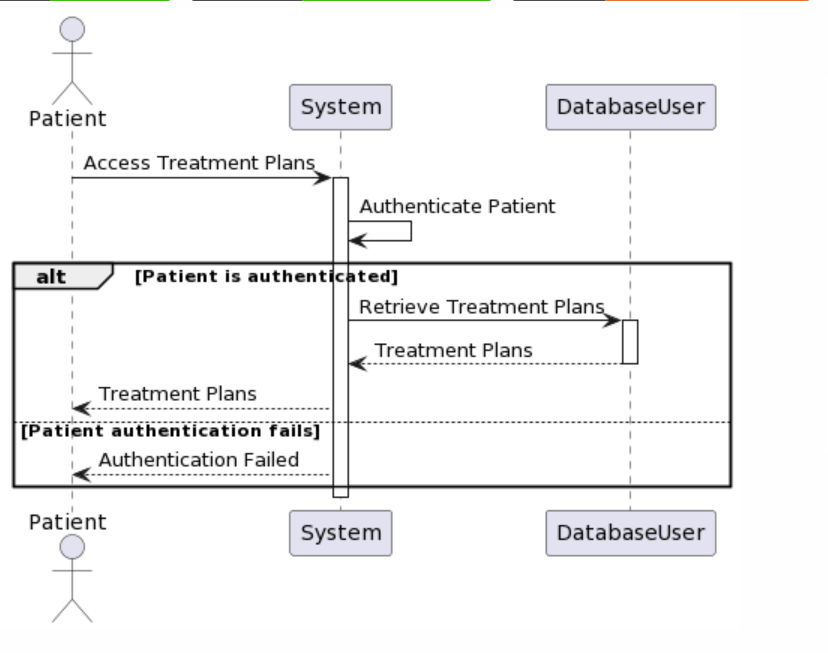 Patient
System
DatabaseUser
Access Treatment Plans
Authenticate Patient
alt
[Patient is authenticated]
Retrieve Treatment Plans
Treatment Plans
Treatment Plans
[Patient authentication fails]
Authentication Failed
Patient
System
DatabaseUser